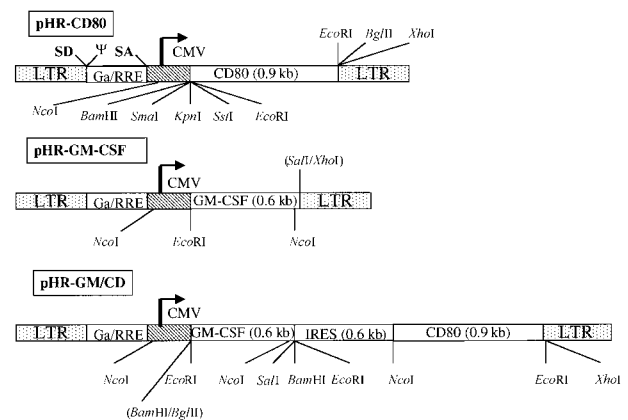 pHR-CD80
EcoRI BglII XhoI
SD Ψ SA CMV
LTR Ga/RRE CD80 (0.9 kb) LTR
NcoI
BamHI SmaI KpnI SstI EcoRI
pHR-GM-CSF
(SalI/XhoI)
CMV
LTR Ga/RRE GM-CSF (0.6 kb) LTR
NcoI EcoRI NcoI
pHR-GM/CD
CMV
LTR Ga/RRE GM-CSF (0.6 kb) IRES (0.6 kb) CD80 (0.9 kb) LTR
NcoI EcoRI NcoI Sal1 BamHI EcoRI NcoI EcoRI XhoI
(BamHI/BglII)